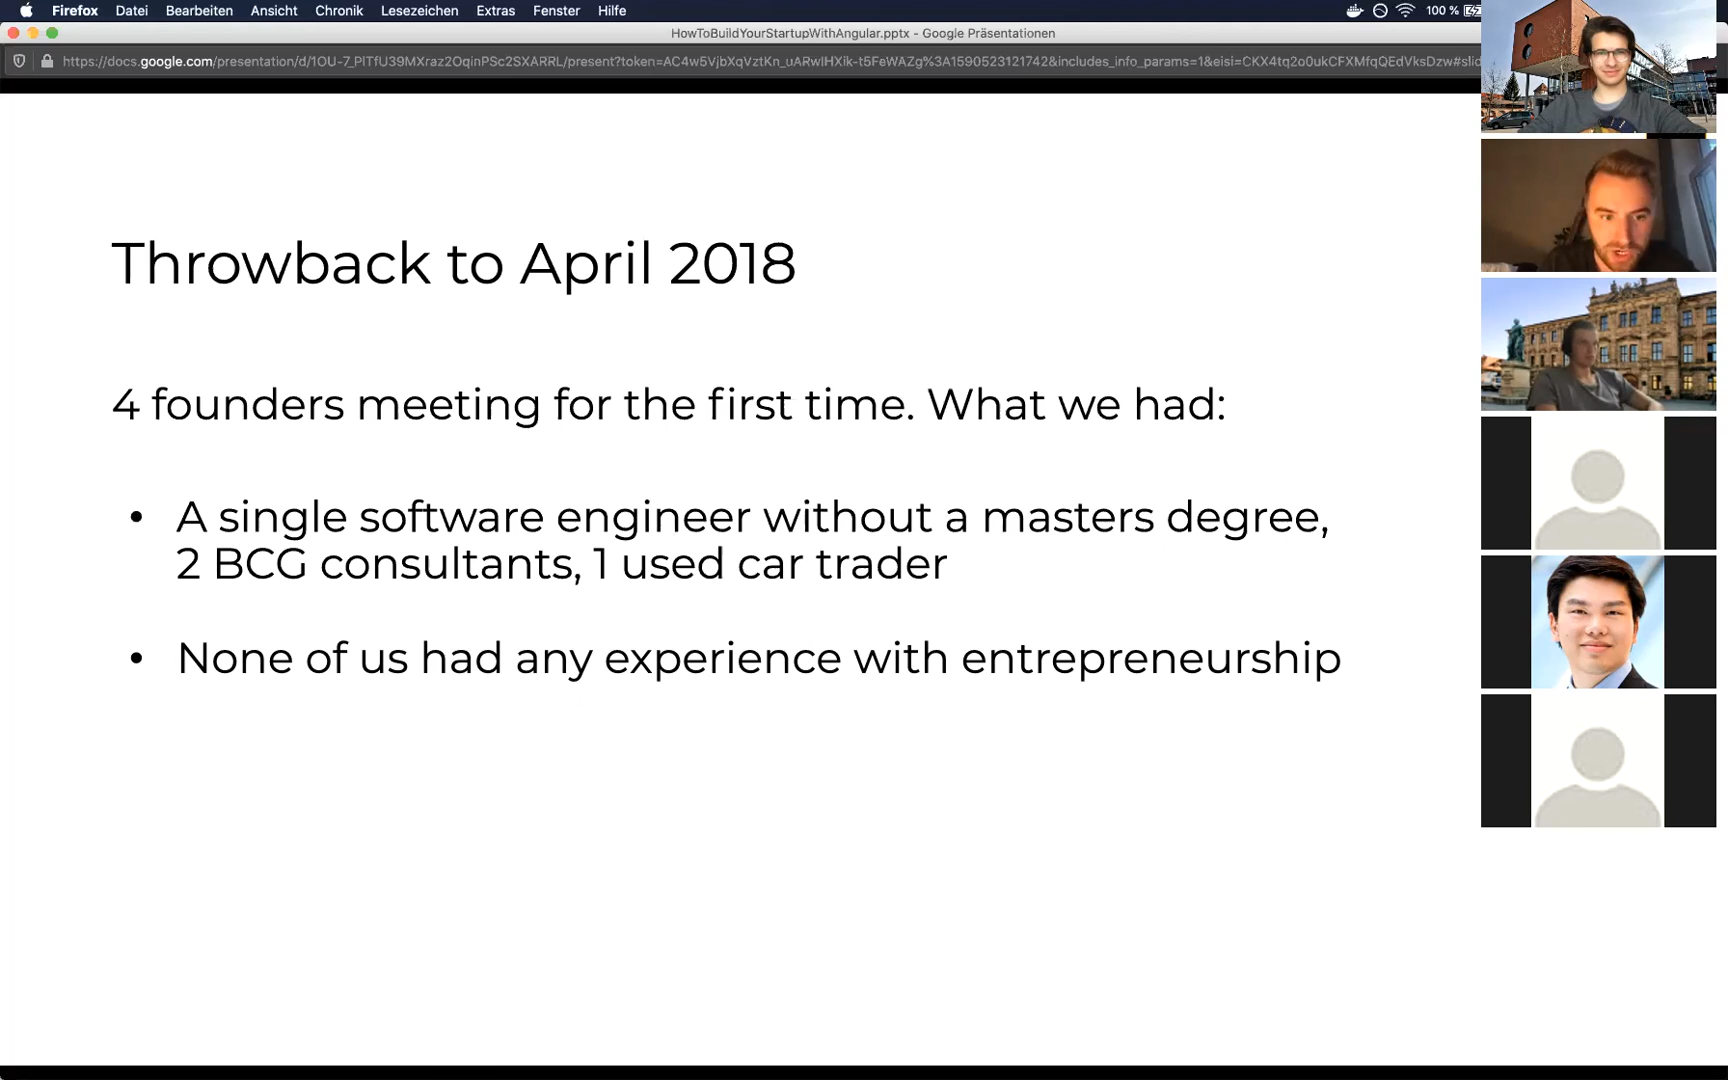 Firefox Datei Bearbeiten Ansicht Chronik Lesezeichen Extras Fenster Hilfe 100 %
HowToBuildYourStartupWithAngular.pptx - Google Präsentationen
https://docs.google.com/presentation/d/1OU-7_PlTfU39MXraz2OqinPSc2SXARRL/present?token=AC4w5VjbXqVztKn_uARwIHXik-t5FeWAZg%3A1590523121742&includes_info_params=1&eisi=CKX4tq2o0ukCFXMfqQEdVksDzw#slid
Throwback to April 2018
4 founders meeting for the first time. What we had:
• A single software engineer without a masters degree,
2 BCG consultants, 1 used car trader
• None of us had any experience with entrepreneurship